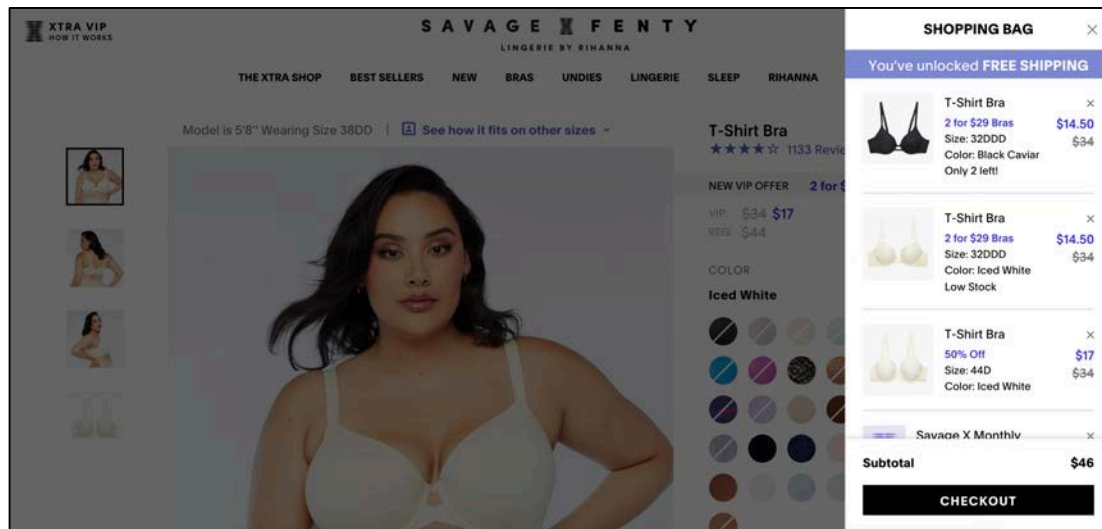 XTRA VIP
HOW IT WORKS
SAVAGE X FENTY
LINGERIE BY RIHANNA
THE XTRA SHOP BEST SELLERS NEW BRAS UNDIES LINGERIE SLEEP RIHANNA
Model is 5'8" Wearing Size 38DD | See how it fits on other sizes
T-Shirt Bra
1133 Revie
NEW VIP OFFER 2 for $
VIP $34 $17
REG $44
COLOR
Iced White
SHOPPING BAG ×
You've unlocked FREE SHIPPING
T-Shirt Bra ×
2 for $29 Bras $14.50
Size: 32DDD $34
Color: Black Caviar
Only 2 left!
T-Shirt Bra ×
2 for $29 Bras $14.50
Size: 32DDD $34
Color: Iced White
Low Stock
T-Shirt Bra ×
50% Off $17
Size: 44D $34
Color: Iced White
Savage X Monthly ×
Subtotal $46
CHECKOUT